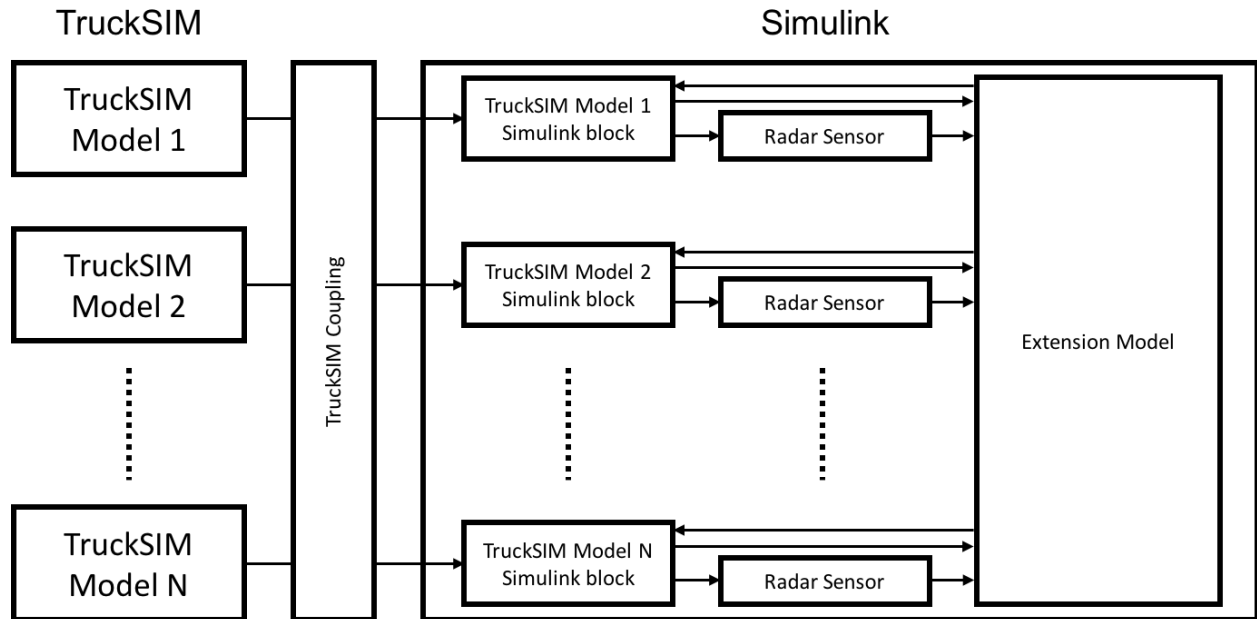 TruckSIM
Simulink
TruckSIM
Model 1
TruckSIM Model 1
Simulink block
Radar Sensor
TruckSIM
Model 2
TruckSIM Coupling
TruckSIM Model 2
Simulink block
Radar Sensor
Extension Model
TruckSIM
Model N
TruckSIM Model N
Simulink block
Radar Sensor